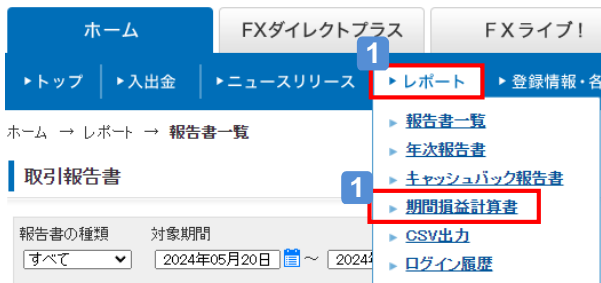 ホーム FXダイレクトプラス FXライブ!
1
▶トップ ▶入出金 ▶ニュースリリース ▶レポート ▶登録情報・各
ホーム → レポート → 報告書一覧
▶ 報告書一覧
▶ 年次報告書
取引報告書
▶ キャッシュバック報告書
1
▶ 期間損益計算書
報告書の種類 対象期間
▶ CSV出力
すべて 2024年05月20日 ~ 2024
▶ ログイン履歴